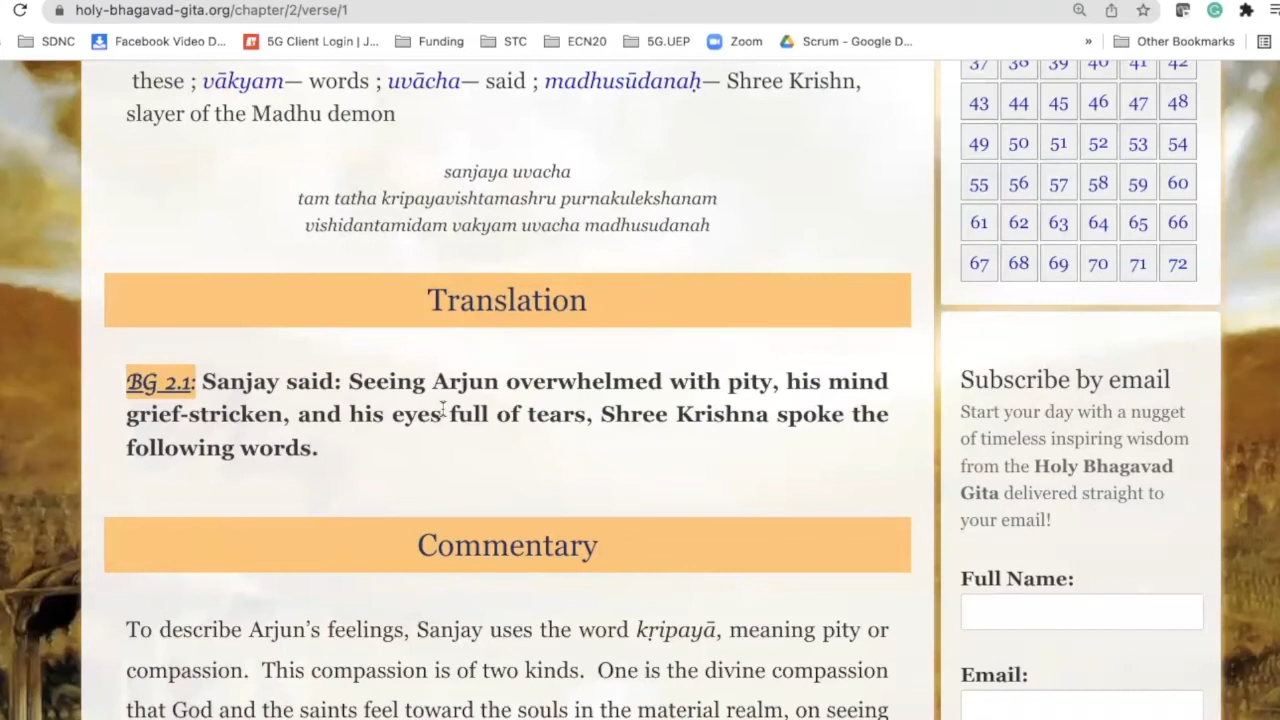 holy-bhagavad-gita.org/chapter/2/verse/1
SDNC Facebook Video D... 5G Client Login | J... Funding STC ECN20 5G.UEP Zoom Scrum - Google D... » Other Bookmarks
these ; vākyam— words ; uvācha— said ; madhusūdanaḥ— Shree Krishn,
slayer of the Madhu demon
sanjaya uvacha
tam tatha kripayavishtamashru purnakulekshanam
vishidantamidam vakyam uvacha madhusudanah
Translation
BG 2.1: Sanjay said: Seeing Arjun overwhelmed with pity, his mind
grief-stricken, and his eyes full of tears, Shree Krishna spoke the
following words.
Commentary
To describe Arjun's feelings, Sanjay uses the word kṛipayā, meaning pity or
compassion. This compassion is of two kinds. One is the divine compassion
that God and the saints feel toward the souls in the material realm, on seeing
37 38 39 40 41 42
43 44 45 46 47 48
49 50 51 52 53 54
55 56 57 58 59 60
61 62 63 64 65 66
67 68 69 70 71 72
Subscribe by email
Start your day with a nugget
of timeless inspiring wisdom
from the Holy Bhagavad
Gita delivered straight to
your email!
Full Name:
Email: